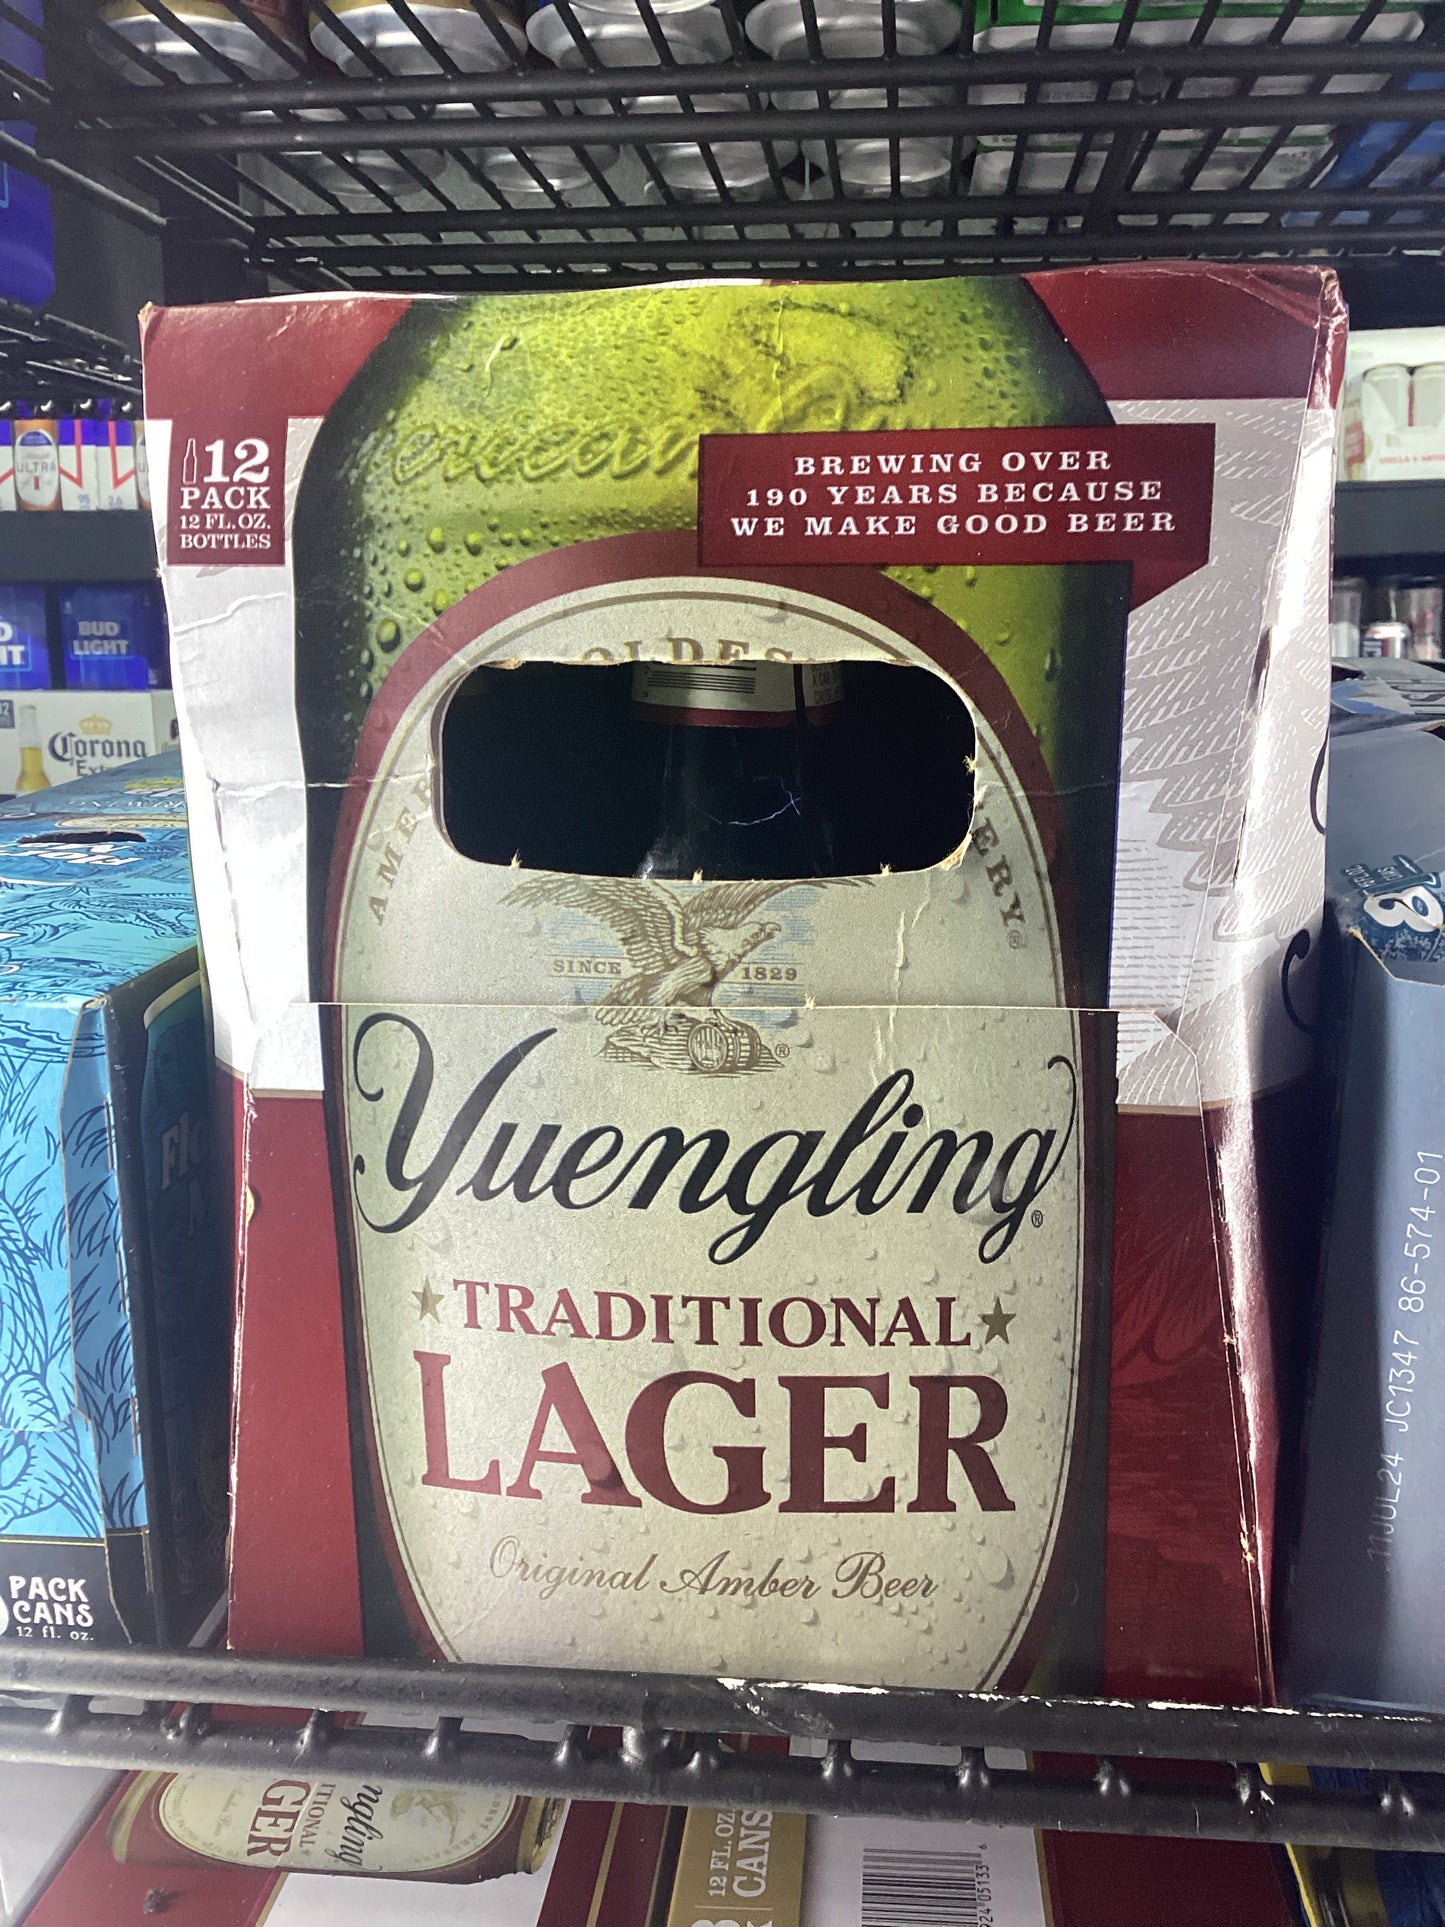 12
PACK
12 FL.OZ.
BOTTLES
BREWING OVER
190 YEARS BECAUSE
WE MAKE GOOD BEER
SINCE 1829
Yuengling
®
TRADITIONAL
LAGER
Original Amber Beer
ULTRA
BUD
LIGHT
Corona
PACK
CANS
12 fl. oz.
11JUL24 JC1347 86-574-01
12 FL.OZ.
CANS